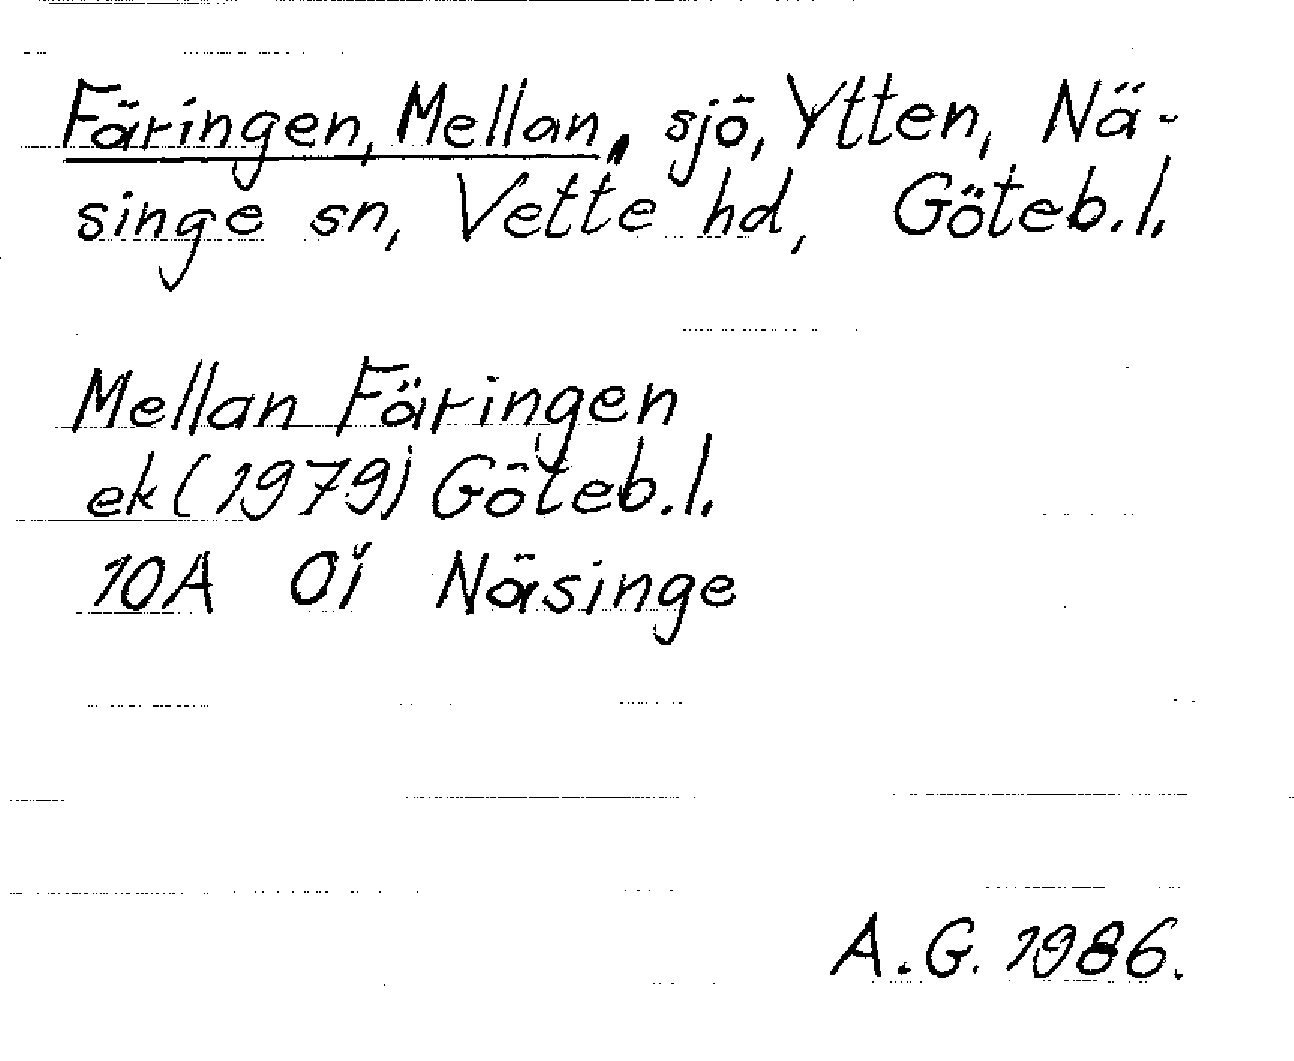 Färingen, Mellan, sjö, Ytten, Nä-
singe sn, Vette hd, Göteb.l.
Mellan Färingen
ek (1979) Göteb.l.
10A 0i Näsinge
A.G. 1986.